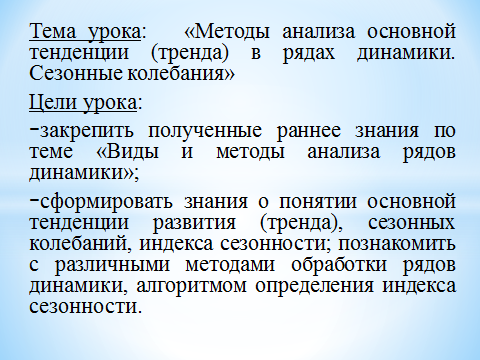 Тема урока: «Методы анализа основной
тенденции (тренда) в рядах динамики.
Сезонные колебания»
Цели урока:
-закрепить полученные раннее знания по
теме «Виды и методы анализа рядов
динамики»;
-сформировать знания о понятии основной
тенденции развития (тренда), сезонных
колебаний, индекса сезонности; познакомить
с различными методами обработки рядов
динамики, алгоритмом определения индекса
сезонности.